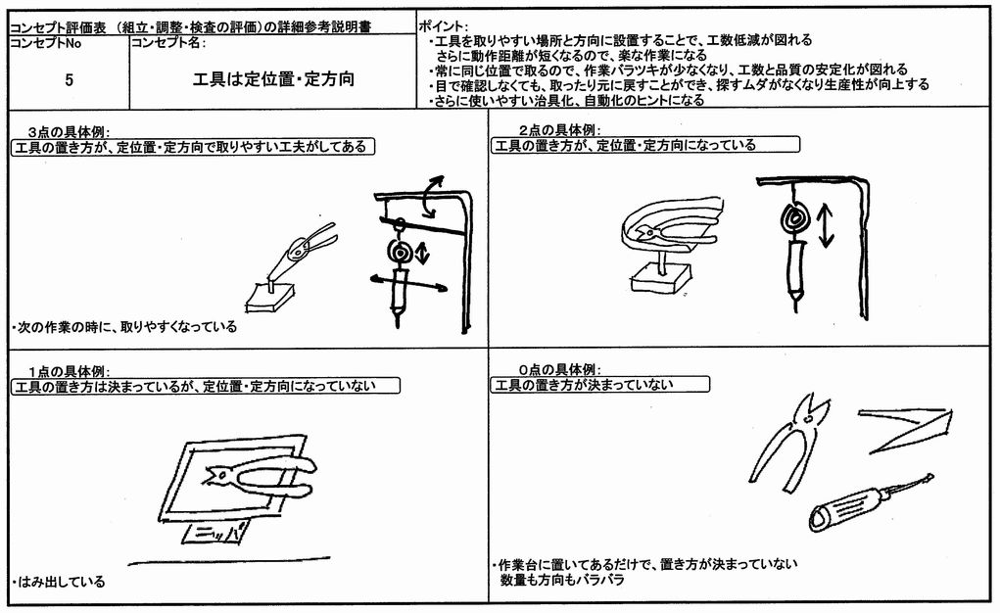 コンセプト評価表 （組立・調整・検査の評価）の詳細参考説明書
コンセプトNo
5
コンセプト名：
工具は定位置・定方向
ポイント：
・工具を取りやすい場所と方向に設置することで、工数低減が図れる
さらに動作距離が短くなるので、楽な作業になる
・常に同じ位置で取るので、作業バラツキが少なくなり、工数と品質の安定化が図れる
・目で確認しなくても、取ったり元に戻すことができ、探すムダがなくなり生産性が向上する
・さらに使いやすい治具化、自動化のヒントになる
３点の具体例：
工具の置き方が、定位置・定方向で取りやすい工夫がしてある
・次の作業の時に、取りやすくなっている
２点の具体例：
工具の置き方が、定位置・定方向になっている
１点の具体例：
工具の置き方は決まっているが、定位置・定方向になっていない
ニッパ
・はみ出している
０点の具体例：
工具の置き方が決まっていない
・作業台に置いてあるだけで、置き方が決まっていない
数量も方向もバラバラ